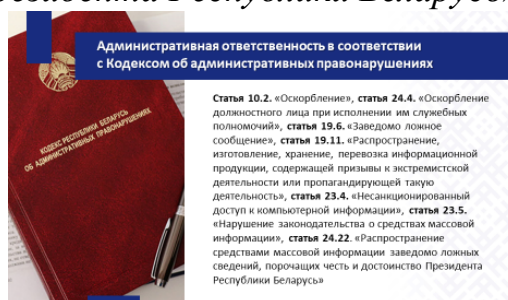 Президента Республики Беларусь»
Административная ответственность в соответствии
с Кодексом об административных правонарушениях
КОДЕКС РЕСПУБЛИКИ БЕЛАРУСЬ
ОБ АДМИНИСТРАТИВНЫХ ПРАВОНАРУШЕНИЯХ
Статья 10.2. «Оскорбление», статья 24.4. «Оскорбление
должностного лица при исполнении им служебных
полномочий», статья 19.6. «Заведомо ложное
сообщение», статья 19.11. «Распространение,
изготовление, хранение, перевозка информационной
продукции, содержащей призывы к экстремистской
деятельности или пропагандирующей такую
деятельность», статья 23.4. «Несанкционированный
доступ к компьютерной информации», статья 23.5.
«Нарушение законодательства о средствах массовой
информации», статья 24.22. «Распространение
средствами массовой информации заведомо ложных
сведений, порочащих честь и достоинство Президента
Республики Беларусь»